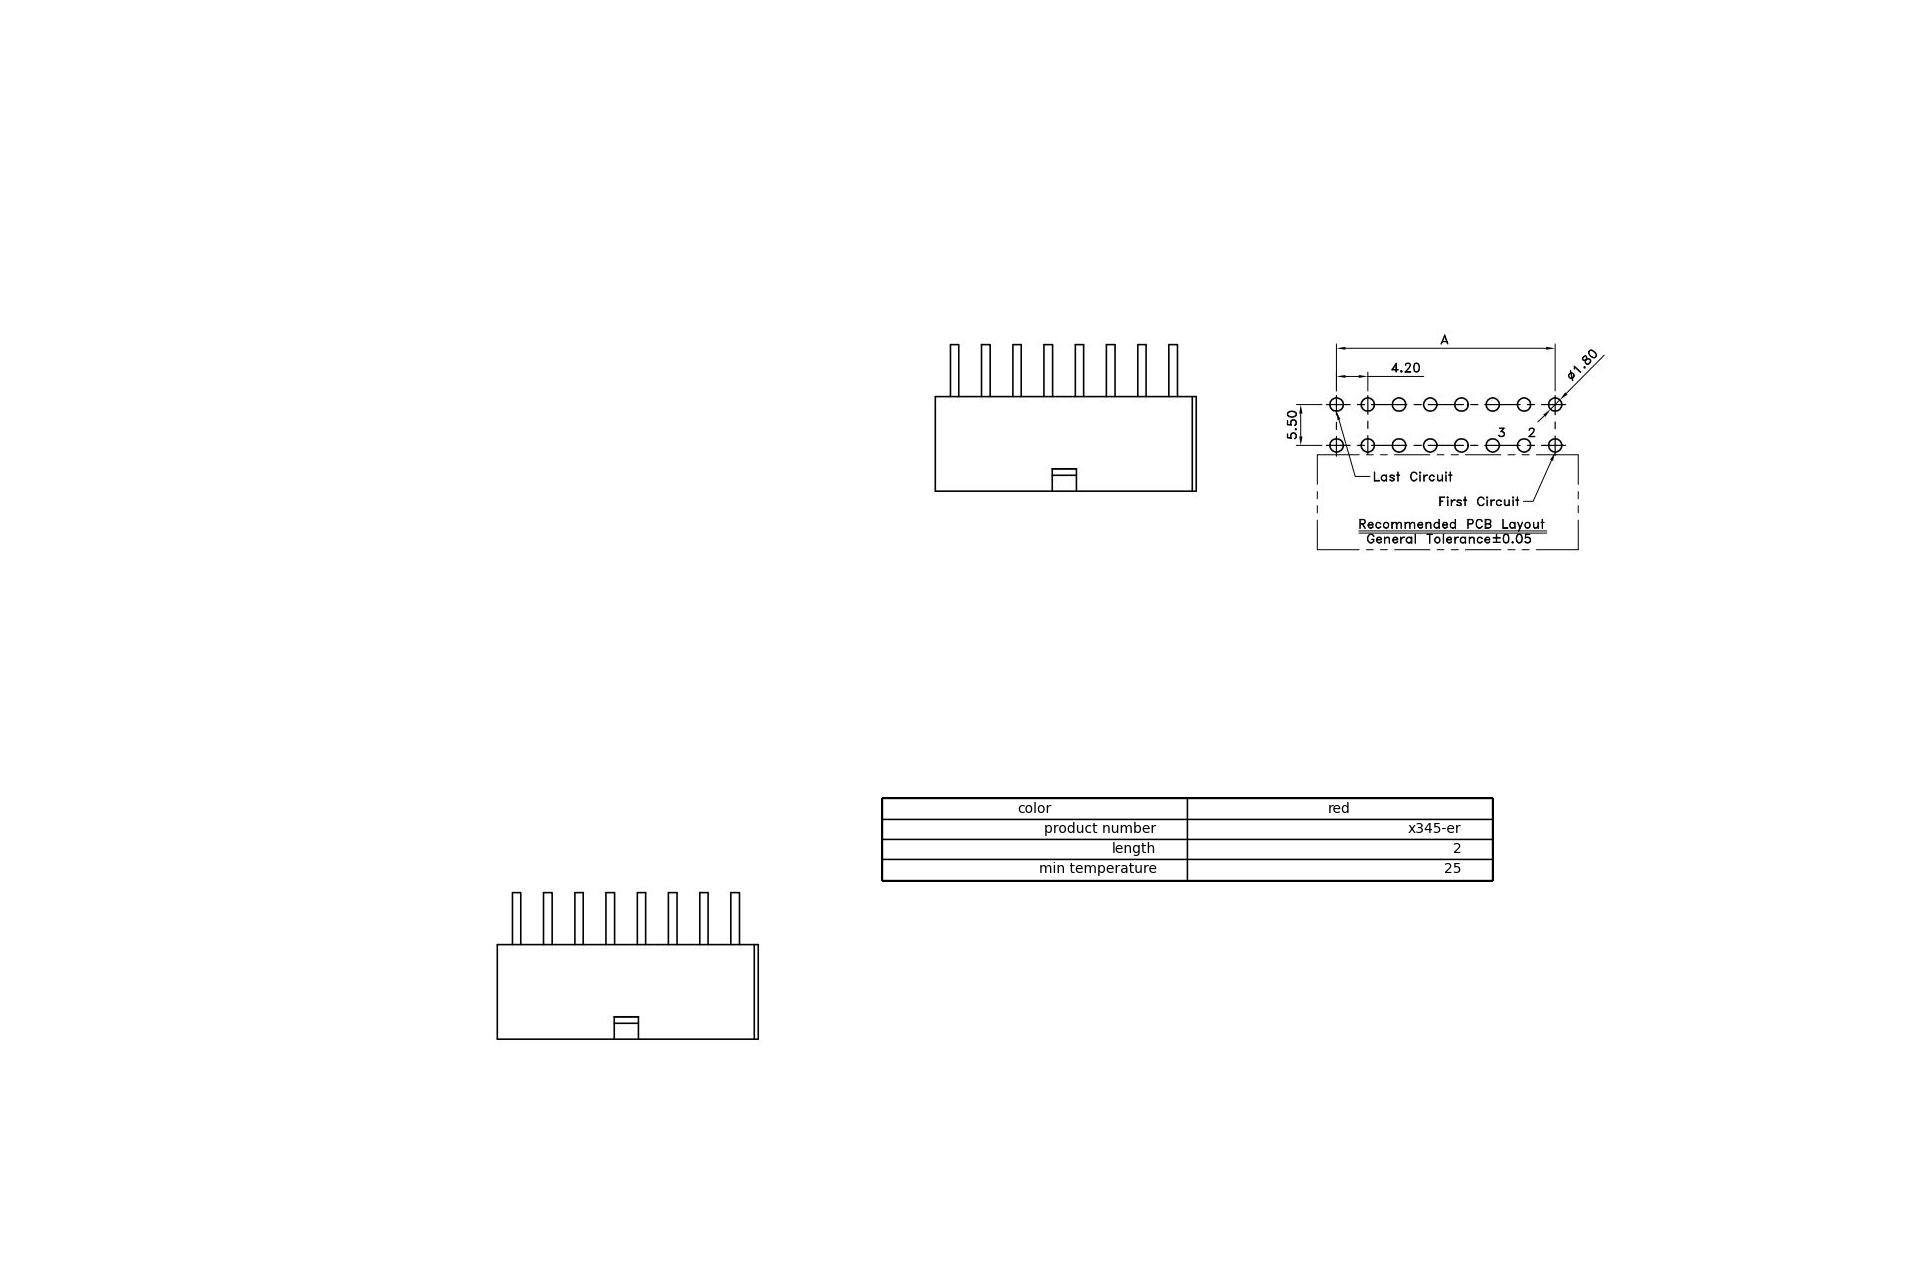 A
4.20
ø1.80
5.50
3 2
Last Circuit
First Circuit
Recommended PCB Layout
General Tolerance±0.05
color red
product number x345-er
length 2
min temperature 25